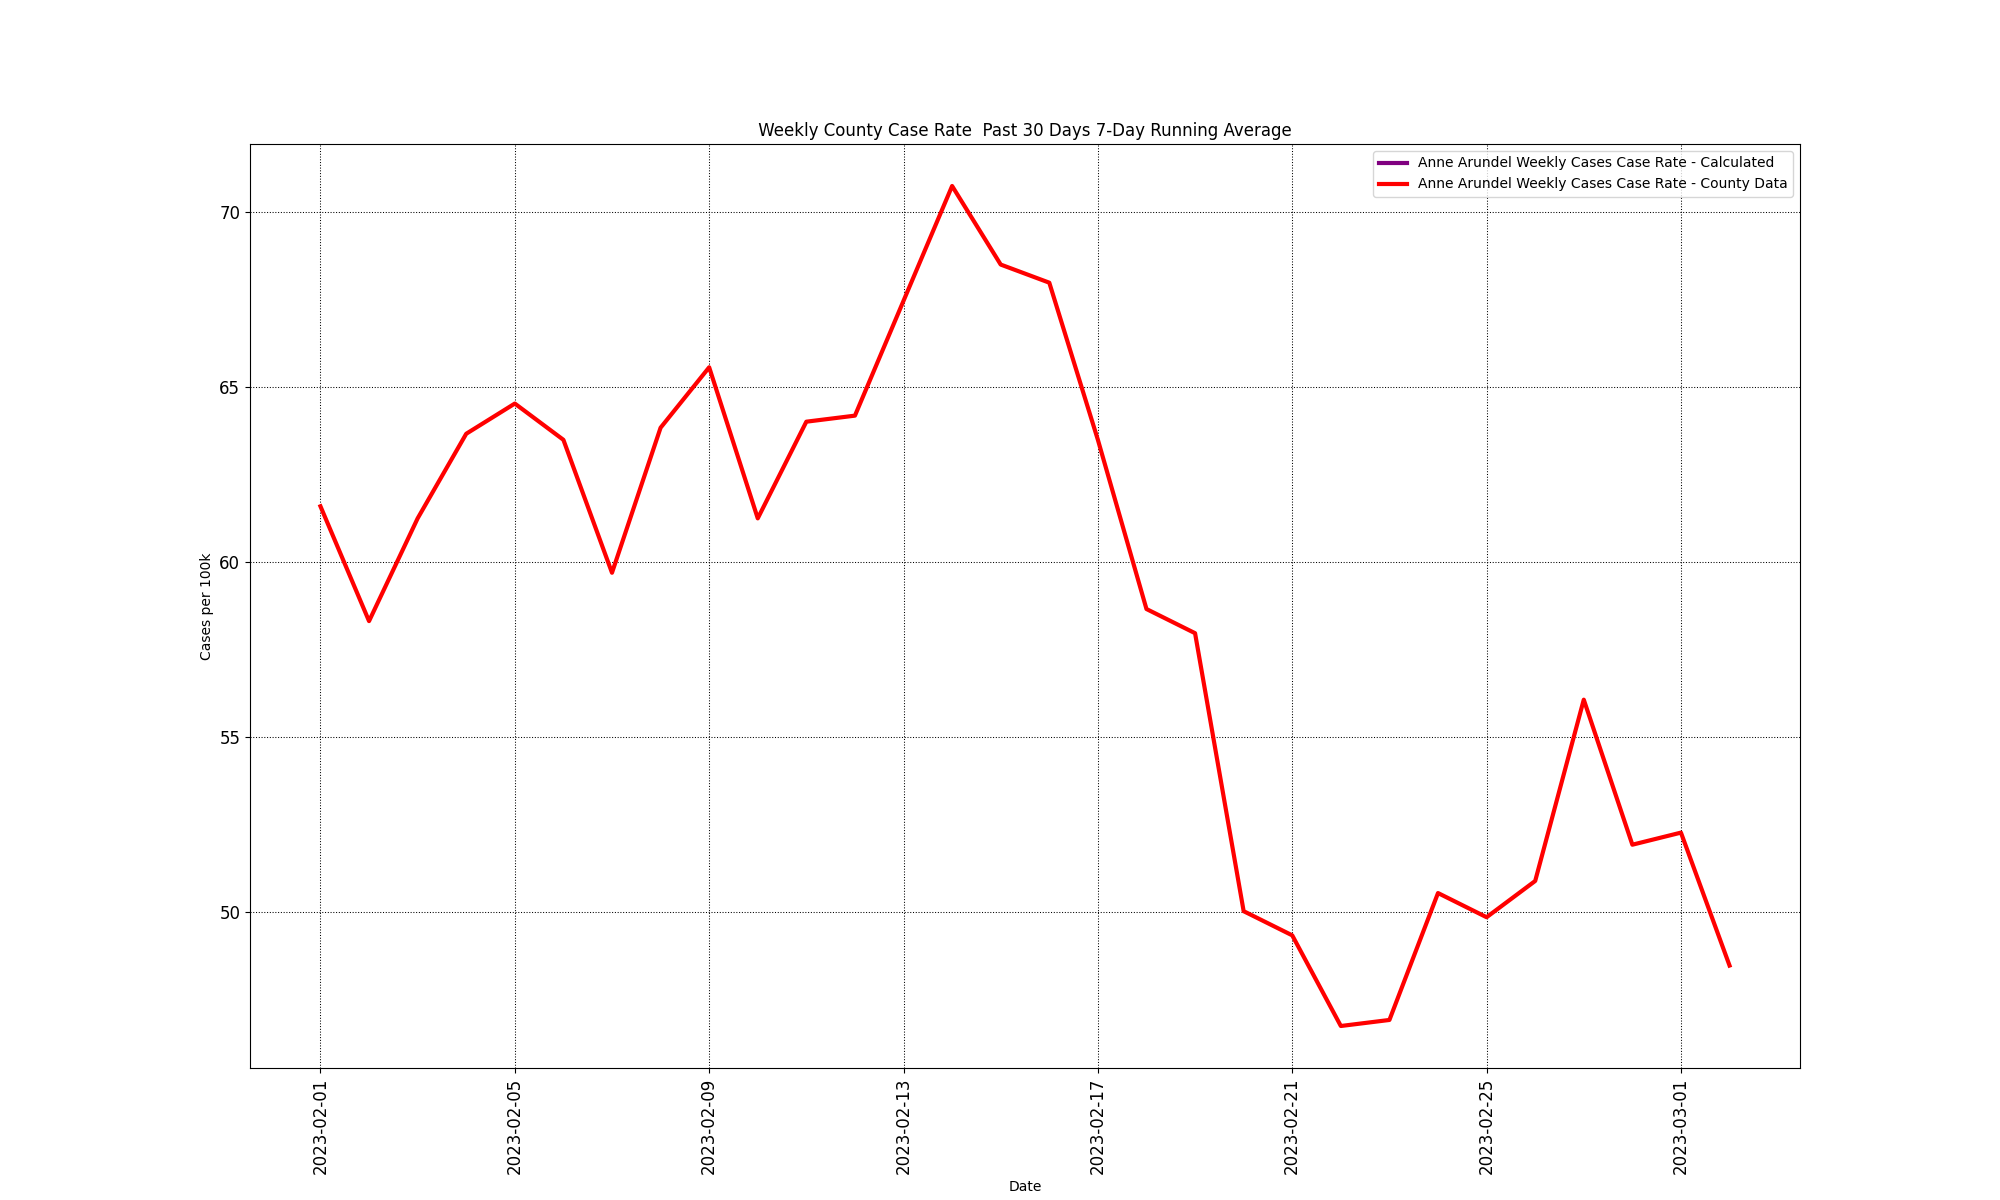 Weekly County Case Rate  Past 30 Days 7-Day Running Average
Anne Arundel Weekly Cases Case Rate - Calculated
Anne Arundel Weekly Cases Case Rate - County Data
70
65
60
55
50
Cases per 100k
2023-02-01
2023-02-05
2023-02-09
2023-02-13
2023-02-17
2023-02-21
2023-02-25
2023-03-01
Date